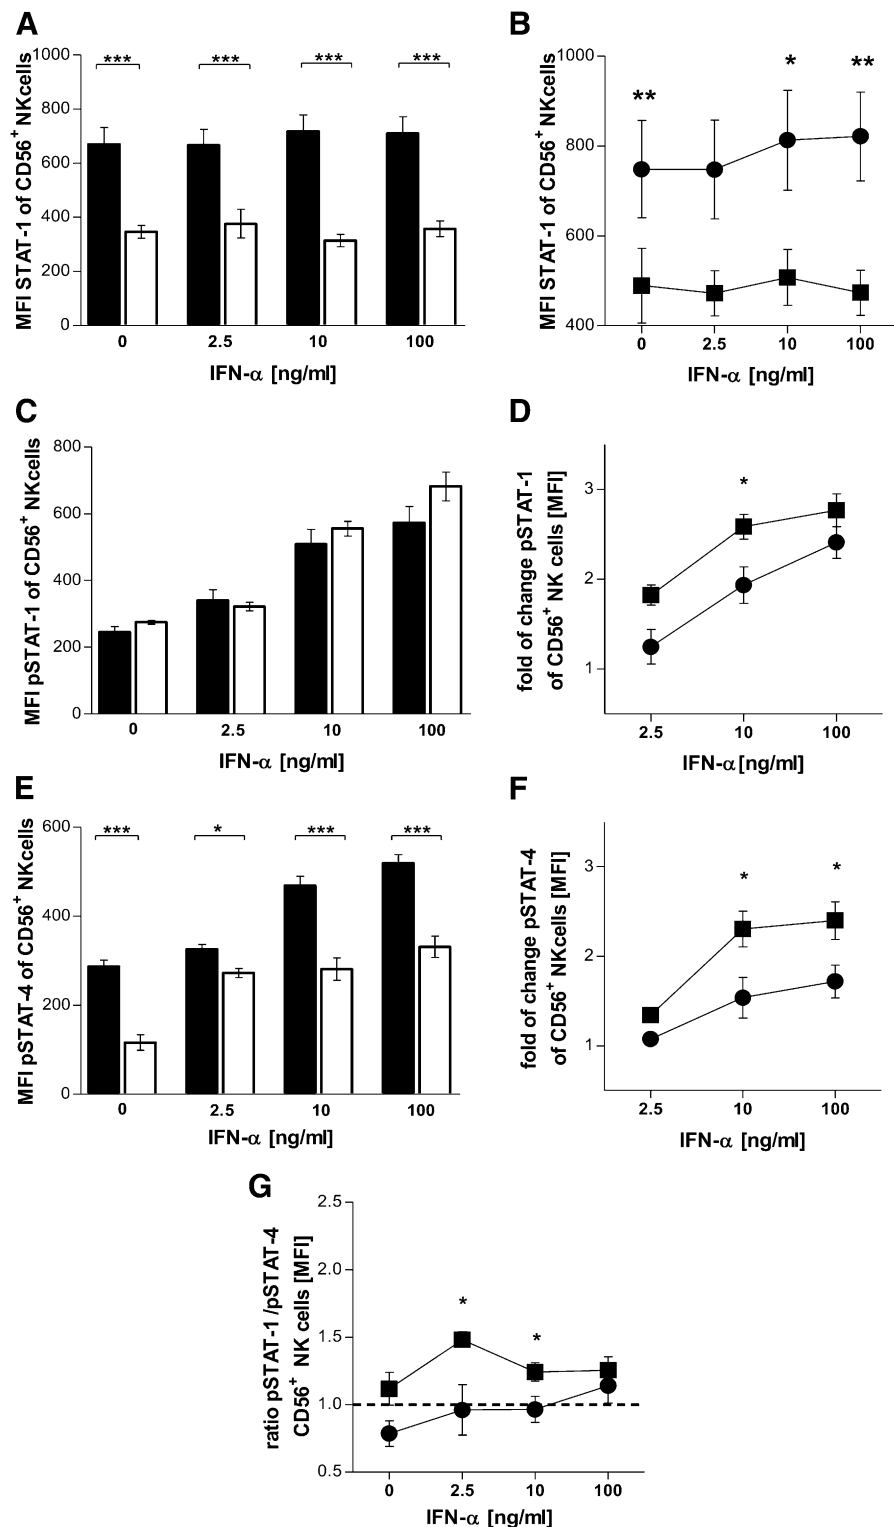 A
MFI STAT-1 of CD56+ NKcells
1000
800
600
400
200
0
*** *** *** ***
0 2.5 10 100
IFN-α [ng/ml]
B
MFI STAT-1 of CD56+ NKcells
1000
800
600
400
** * **
0 2.5 10 100
IFN-α [ng/ml]
C
MFI pSTAT-1 of CD56+ NKcells
800
600
400
200
0
0 2.5 10 100
IFN-α [ng/ml]
D
fold of change pSTAT-1
of CD56+ NK cells [MFI]
3
2
1
*
2.5 10 100
IFN-α[ng/ml]
E
MFI pSTAT-4 of CD56+ NKcells
600
400
200
0
*** * *** ***
0 2.5 10 100
IFN-α [ng/ml]
F
fold of change pSTAT-4
of CD56+ NKcells [MFI]
3
2
1
* *
2.5 10 100
IFN-α [ng/ml]
G
ratio pSTAT-1 /pSTAT-4
CD56+ NK cells [MFI]
2.5
2.0
1.5
1.0
0.5
* *
0 2.5 10 100
IFN-α [ng/ml]